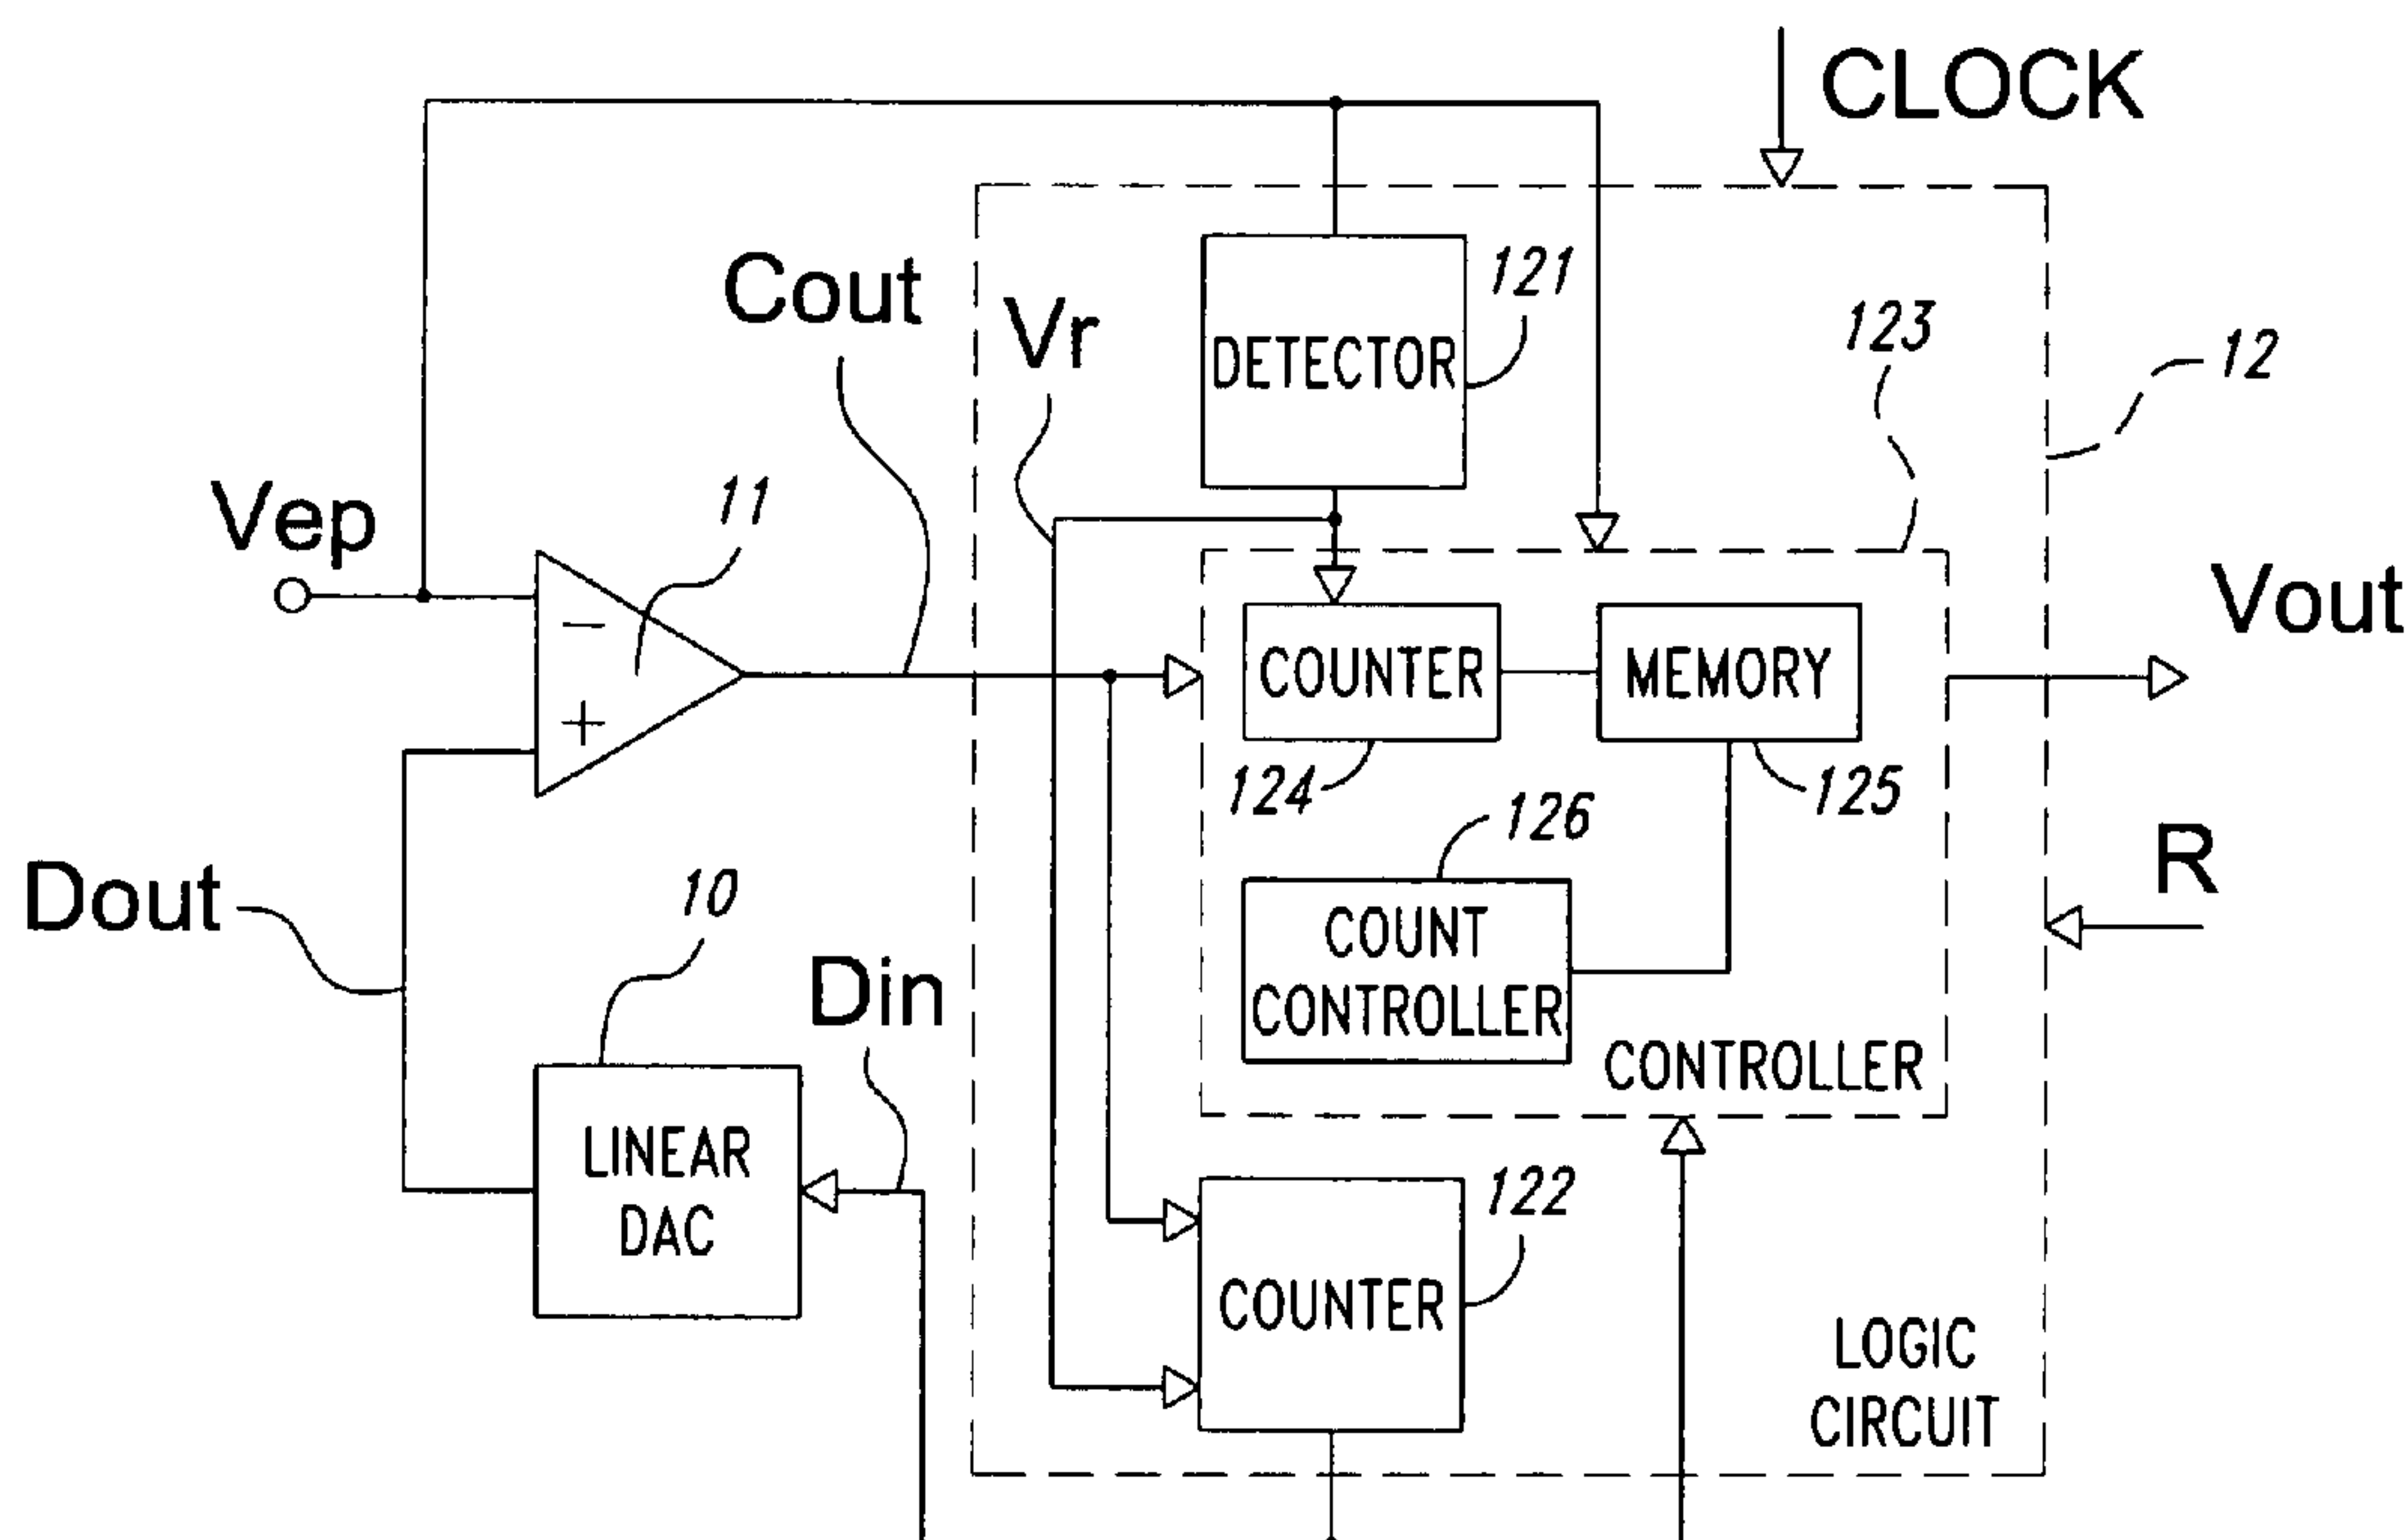 CLOCK
Cout
Vr
DETECTOR
121
123
12
Vep
11
−
+
COUNTER
MEMORY
Vout
124
125
126
COUNT
CONTROLLER
CONTROLLER
R
Dout
10
Din
LINEAR
DAC
122
COUNTER
LOGIC
CIRCUIT